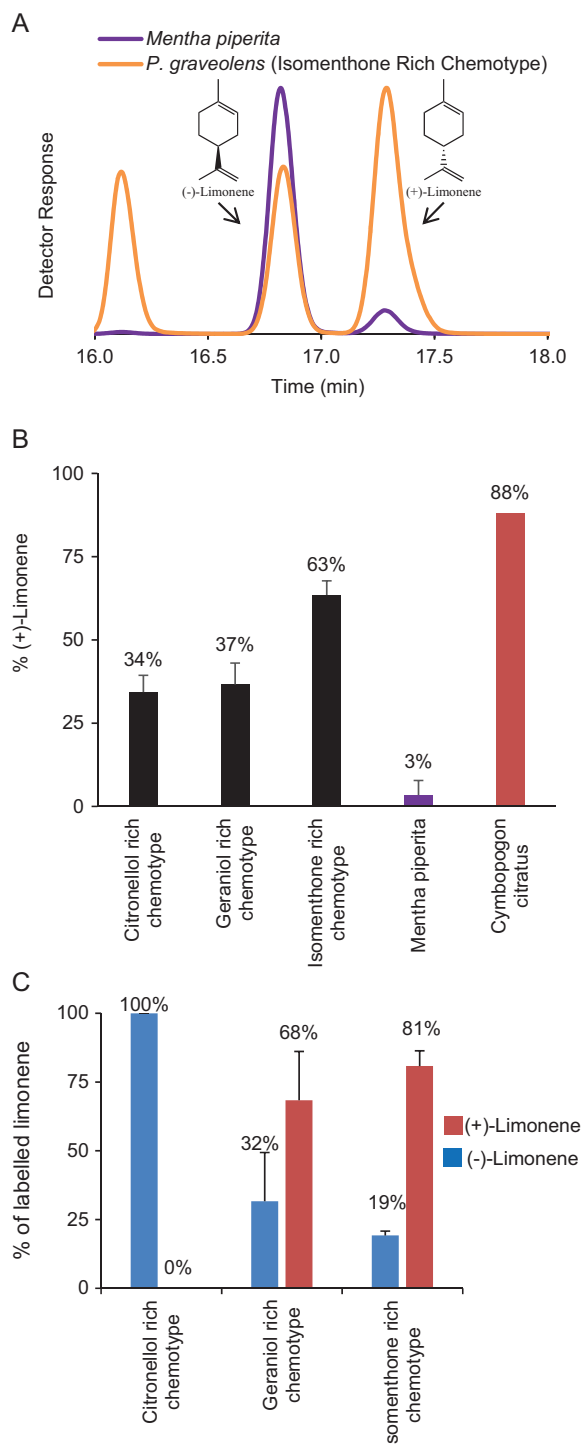 A
Mentha piperita
P. graveolens (Isomenthone Rich Chemotype)
Detector Response
(-)-Limonene
(+)-Limonene
16.0 16.5 17.0 17.5 18.0
Time (min)
B
% (+)-Limonene
100
75
50
25
0
34%
37%
63%
3%
88%
Citronellol rich
chemotype
Geraniol rich
chemotype
Isomenthone rich
chemotype
Mentha piperita
Cymbopogon
citratus
C
% of labelled limonene
100
75
50
25
0
100%
0%
32%
68%
19%
81%
(+)-Limonene
(-)-Limonene
Citronellol rich
chemotype
Geraniol rich
chemotype
somenthone rich
chemotype